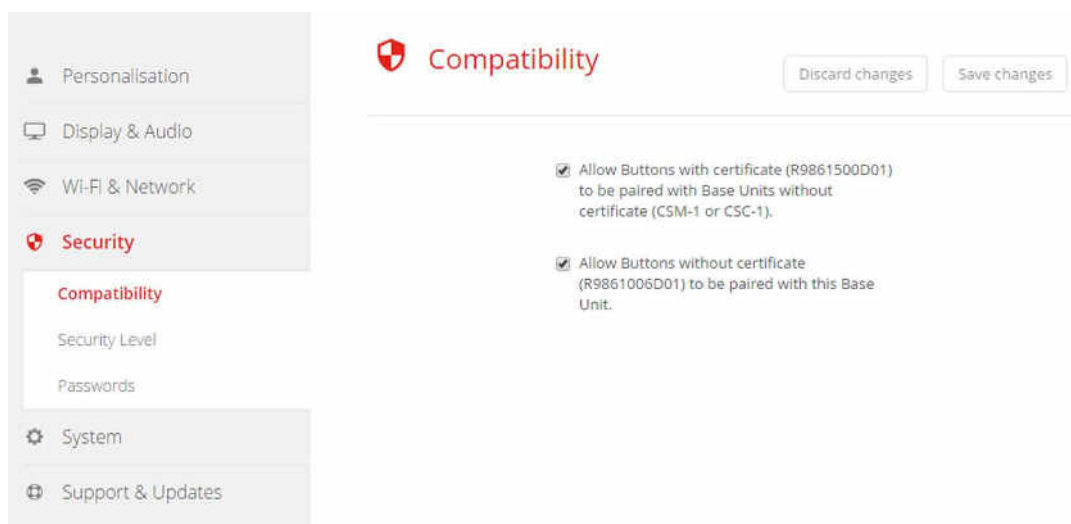 Personalisation
Display & Audio
Wi-Fi & Network
Security
Compatibility
Security Level
Passwords
System
Support & Updates
Compatibility
Discard changes
Save changes
Allow Buttons with certificate (R9861500D01)
to be paired with Base Units without
certificate (CSM-1 or CSC-1).
Allow Buttons without certificate
(R9861006D01) to be paired with this Base
Unit.